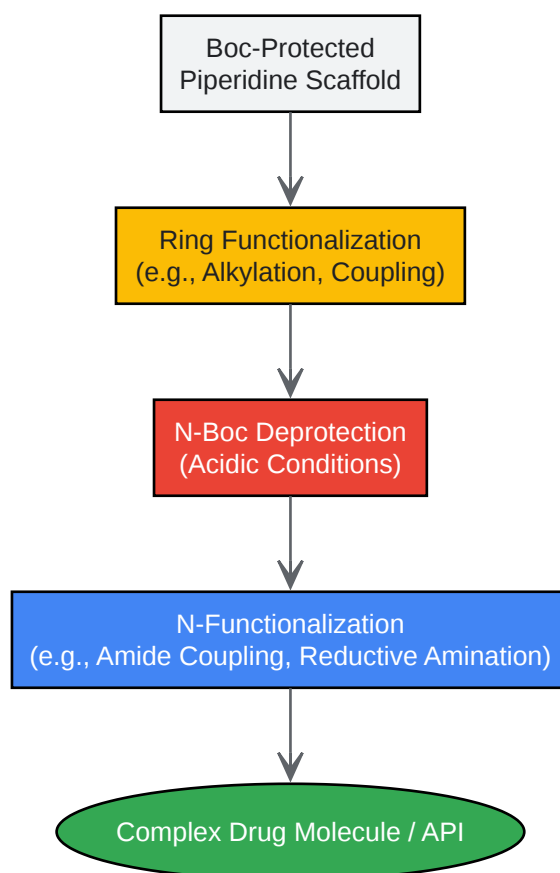 Boc-Protected
Piperidine Scaffold
Ring Functionalization
(e.g., Alkylation, Coupling)
N-Boc Deprotection
(Acidic Conditions)
N-Functionalization
(e.g., Amide Coupling, Reductive Amination)
Complex Drug Molecule / API